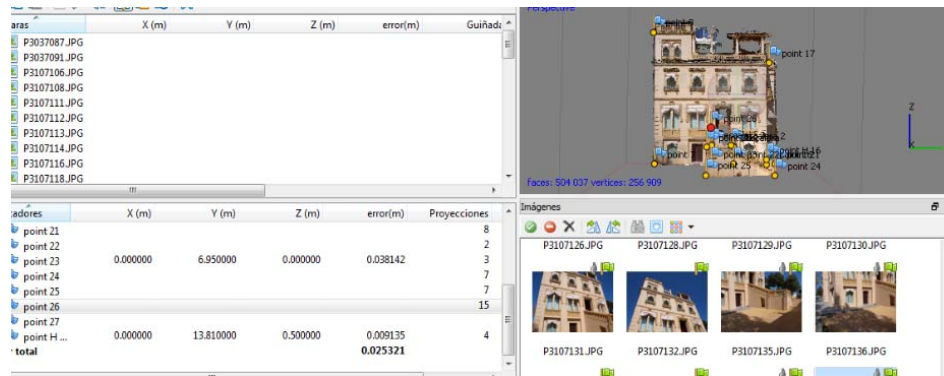 aras X (m) Y (m) Z (m) error(m) Guiñada
P3037087.JPG
P3037091.JPG
P3107106.JPG
P3107108.JPG
P3107111.JPG
P3107112.JPG
P3107113.JPG
P3107114.JPG
P3107116.JPG
P3107118.JPG
adores X (m) Y (m) Z (m) error(m) Proyecciones
point 21 8
point 22 2
point 23 0.000000 6.950000 0.000000 0.038142 3
point 24 7
point 25 7
point 26 15
point 27
point H ... 0.000000 13.810000 0.500000 0.009135 4
total 0.025321
Perspective
point 17
point 26
point 7
point 25
point 24
Z
Faces: 504 037 vertices: 256 909
Imágenes
P3107126.JPG P3107128.JPG P3107129.JPG P3107130.JPG
P3107131.JPG P3107132.JPG P3107135.JPG P3107136.JPG